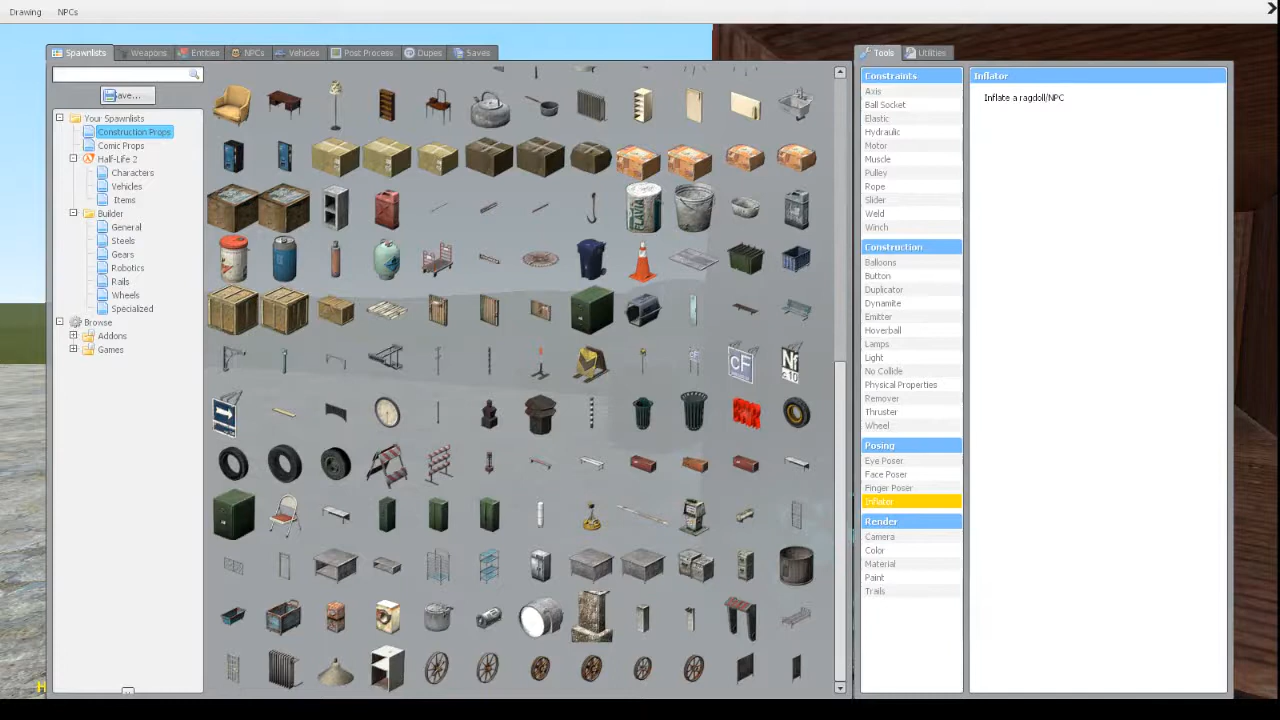 Drawing NPCs
Spawnlists Weapons Entities NPCs Vehicles Post Process Dupes Saves
Save...
Your Spawnlists
Construction Props
Comic Props
Half-Life 2
Characters
Vehicles
Items
Builder
General
Steels
Gears
Robotics
Rails
Wheels
Specialized
Browse
Addons
Games
cF
Nf
c10
Tools Utilities
Constraints
Axis
Ball Socket
Elastic
Hydraulic
Motor
Muscle
Pulley
Rope
Slider
Weld
Winch
Construction
Balloons
Button
Duplicator
Dynamite
Emitter
Hoverball
Lamps
Light
No Collide
Physical Properties
Remover
Thruster
Wheel
Posing
Eye Poser
Face Poser
Finger Poser
Inflator
Render
Camera
Color
Material
Paint
Trails
Inflator
Inflate a ragdoll/NPC
H